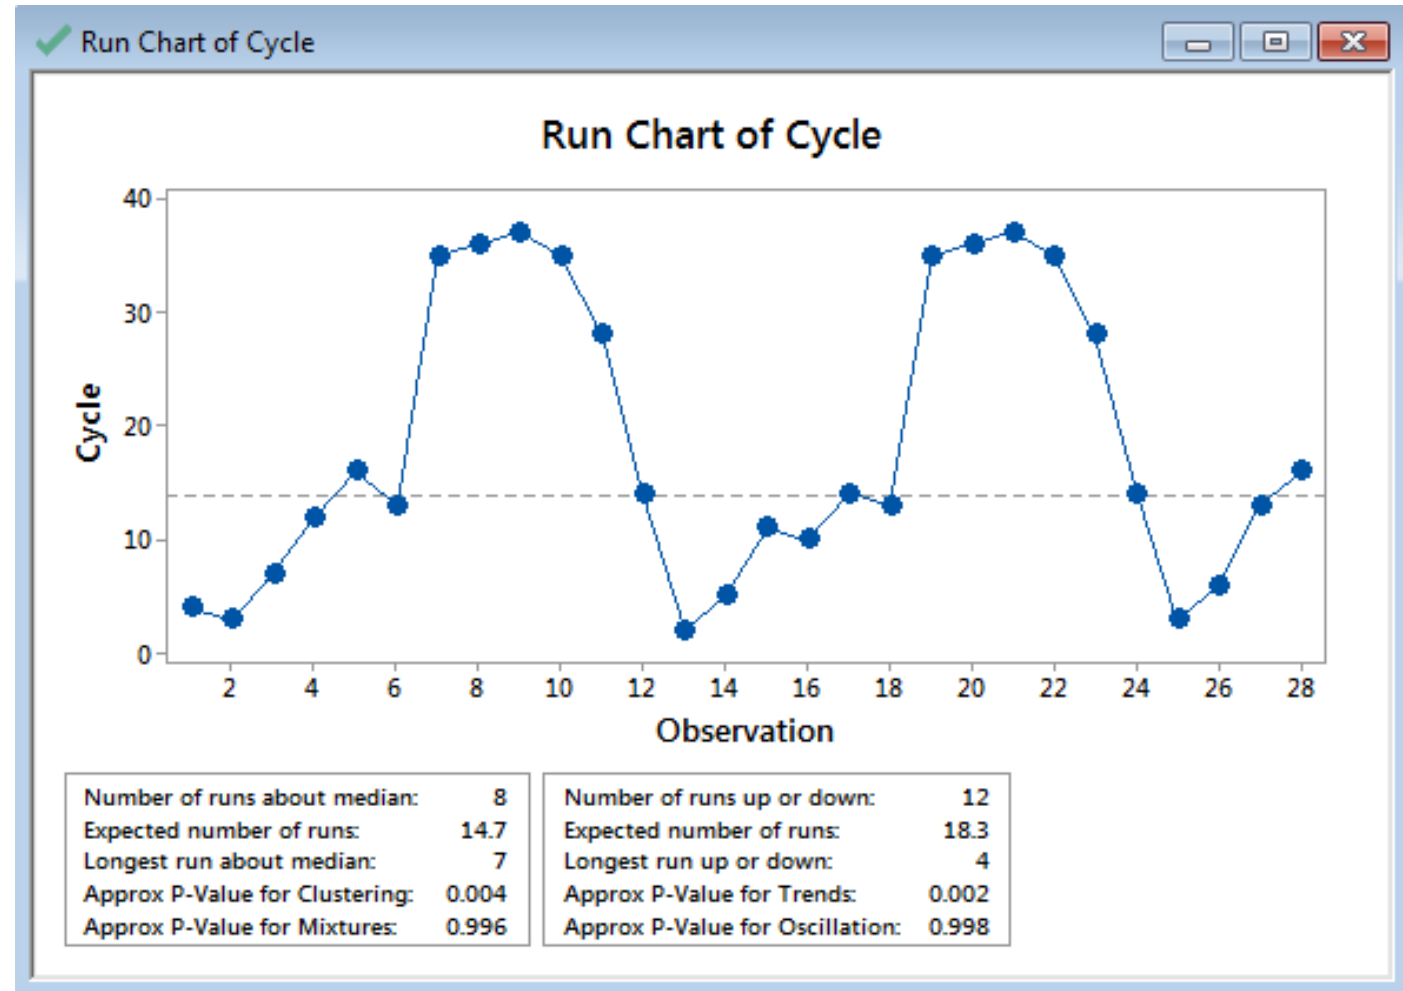 Run Chart of Cycle
Run Chart of Cycle
40
30
20
10
0
Cycle
2 4 6 8 10 12 14 16 18 20 22 24 26 28
Observation
Number of runs about median: 8
Expected number of runs: 14.7
Longest run about median: 7
Approx P-Value for Clustering: 0.004
Approx P-Value for Mixtures: 0.996
Number of runs up or down: 12
Expected number of runs: 18.3
Longest run up or down: 4
Approx P-Value for Trends: 0.002
Approx P-Value for Oscillation: 0.998